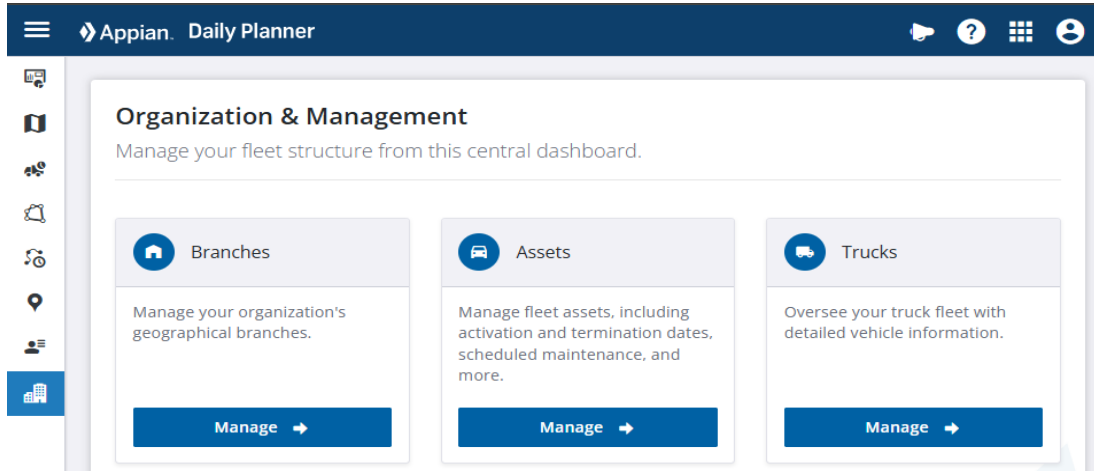 Appian. Daily Planner
Organization & Management
Manage your fleet structure from this central dashboard.
Branches
Manage your organization's
geographical branches.
Manage
Assets
Manage fleet assets, including
activation and termination dates,
scheduled maintenance, and
more.
Manage
Trucks
Oversee your truck fleet with
detailed vehicle information.
Manage